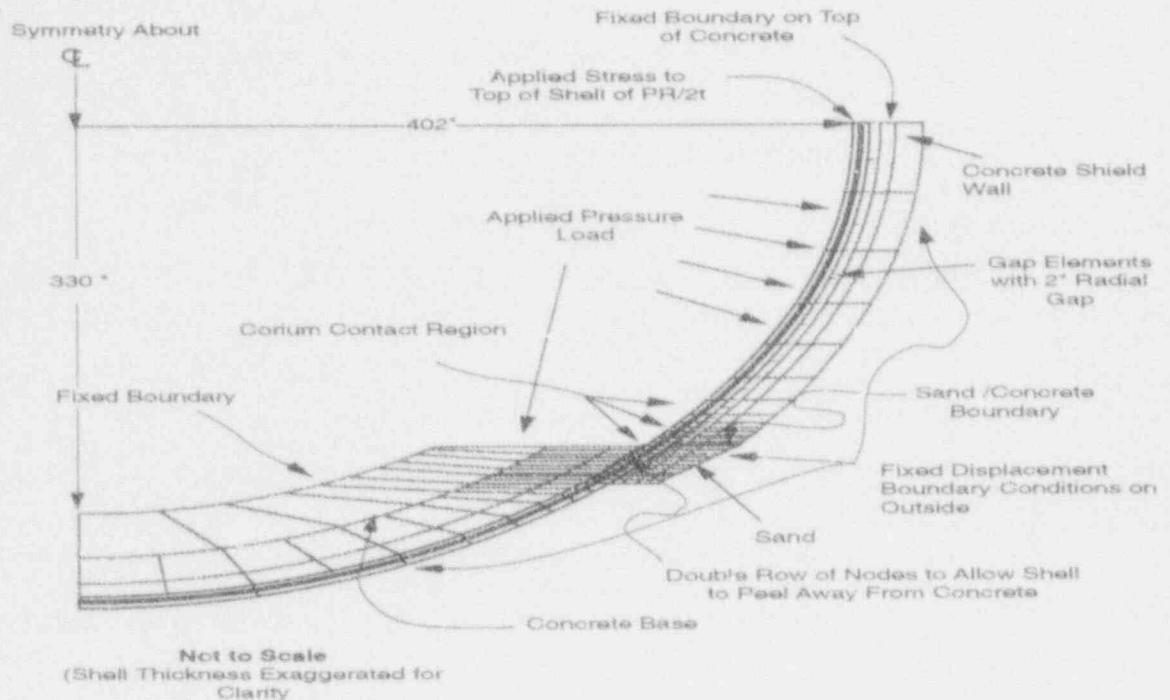 Fixed Boundary on Top
of Concrete
Symmetry About
℄
Applied Stress to
Top of Shell of PR/2t
402"
Concrete Shield
Wall
Applied Pressure
Load
Gap Elements
with 2" Radial
Gap
330 "
Corium Contact Region
Fixed Boundary
Sand /Concrete
Boundary
Fixed Displacement
Boundary Conditions on
Outside
Sand
Double Row of Nodes to Allow Shell
to Peel Away From Concrete
Concrete Base
Not to Scale
(Shell Thickness Exaggerated for
Clarity